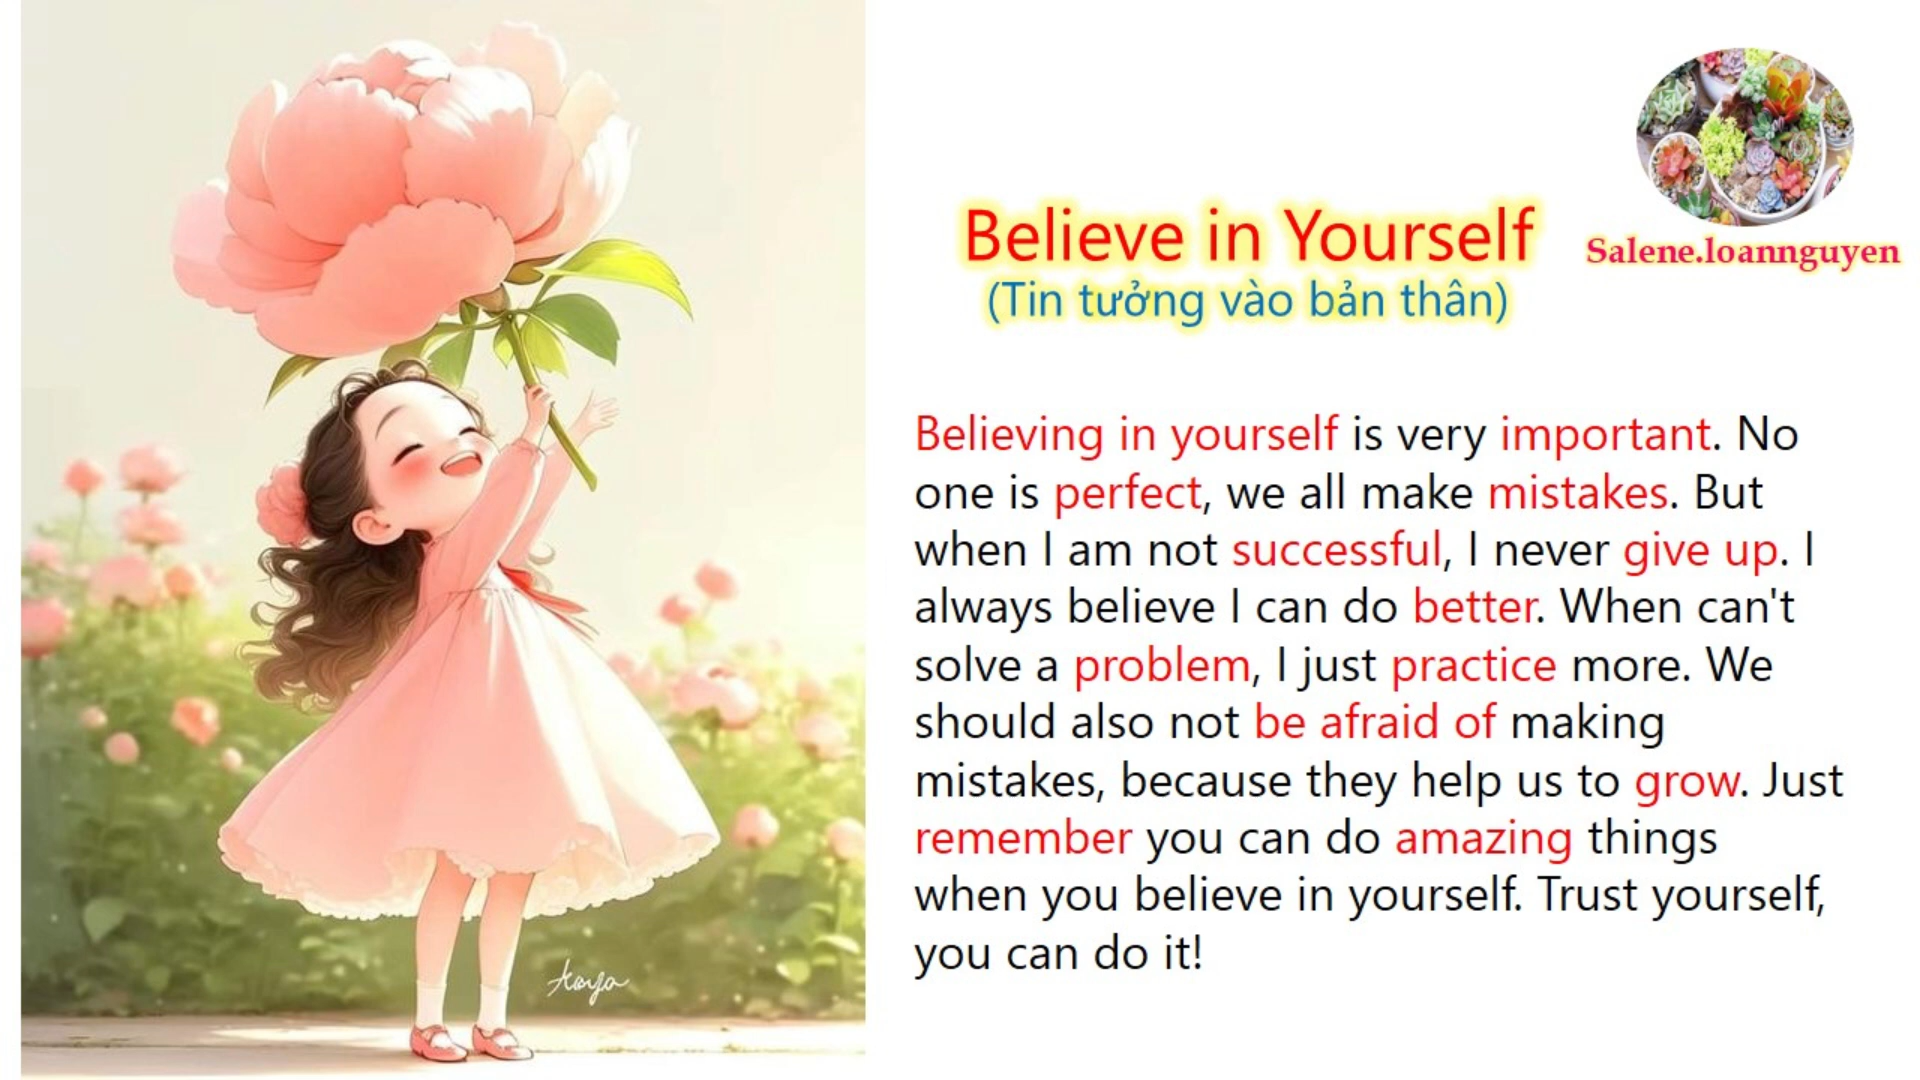 Believe in Yourself
(Tin tưởng vào bản thân)
Salene.loannguyen
Believing in yourself is very important. No
one is perfect, we all make mistakes. But
when I am not successful, I never give up. I
always believe I can do better. When can't
solve a problem, I just practice more. We
should also not be afraid of making
mistakes, because they help us to grow. Just
remember you can do amazing things
when you believe in yourself. Trust yourself,
you can do it!